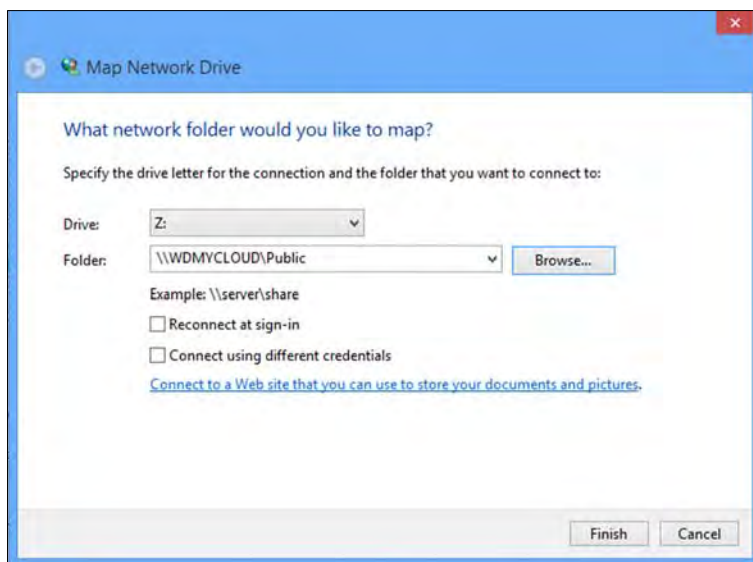 Map Network Drive
What network folder would you like to map?
Specify the drive letter for the connection and the folder that you want to connect to:
Drive: Z:
Folder: \\WDMYCLOUD\Public Browse...
Example: \\server\share
Reconnect at sign-in
Connect using different credentials
Connect to a Web site that you can use to store your documents and pictures.
Finish Cancel